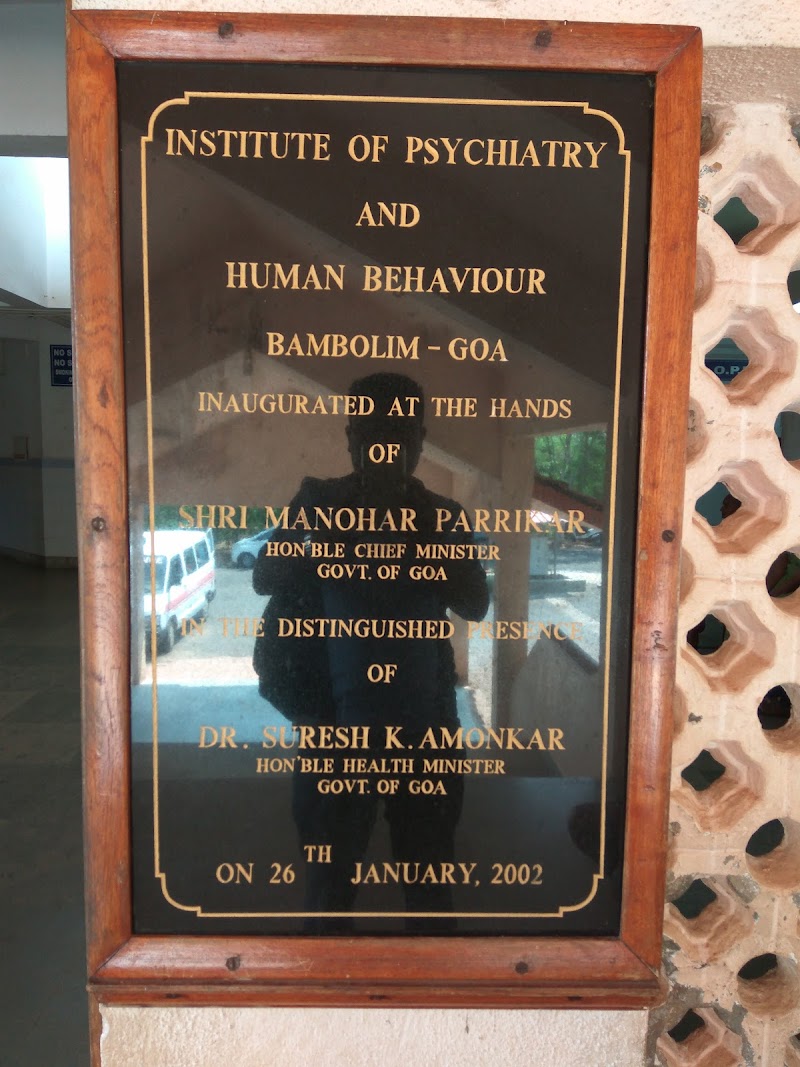 INSTITUTE OF PSYCHIATRY
AND
HUMAN BEHAVIOUR
BAMBOLIM - GOA
INAUGURATED AT THE HANDS
OF
SHRI MANOHAR PARRIKAR
HON'BLE CHIEF MINISTER
GOVT. OF GOA
IN THE DISTINGUISHED PRESENCE
OF
DR. SURESH K. AMONKAR
HON'BLE HEALTH MINISTER
GOVT. OF GOA
ON 26TH JANUARY, 2002
NO
NO
O.P.